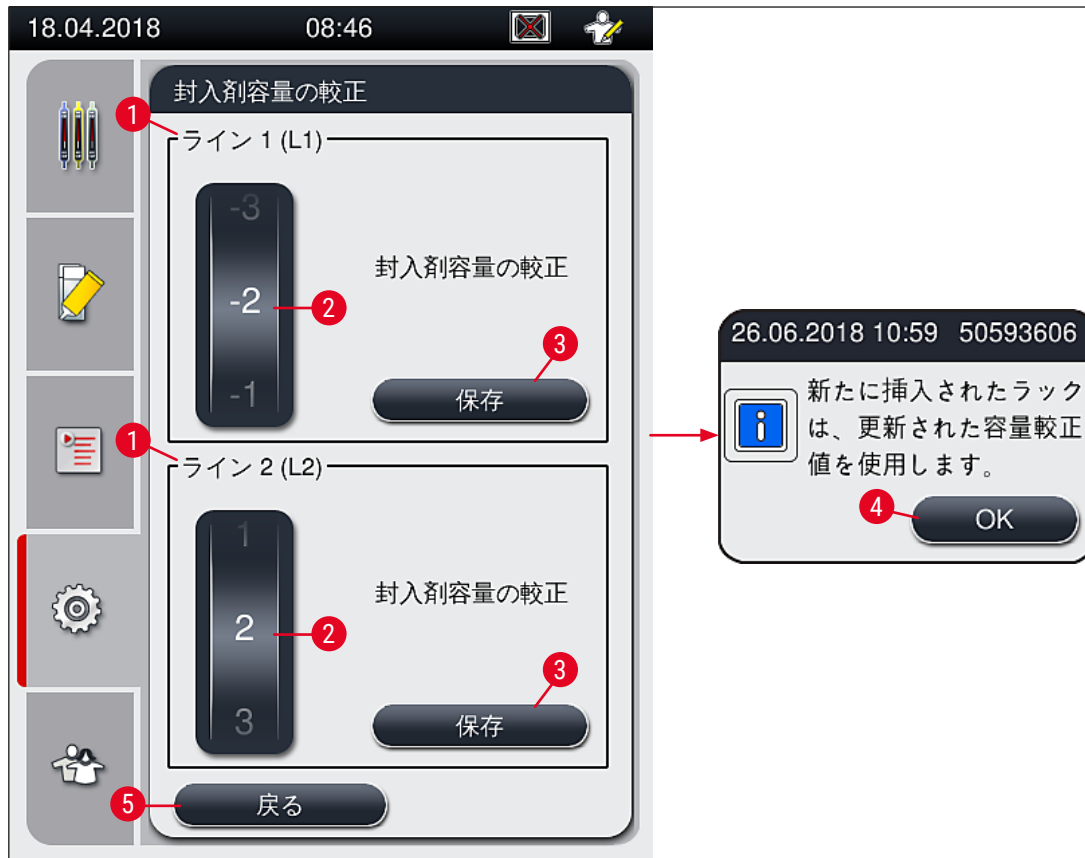 18.04.2018 08:46
封入剤容量の較正
1
ライン 1 (L1)
-3
-2
-1
2
封入剤容量の較正
3
保存
1
ライン 2 (L2)
1
2
3
2
封入剤容量の較正
3
保存
5
戻る
26.06.2018 10:59 50593606
新たに挿入されたラック
は、更新された容量較正
値を使用します。
4
OK